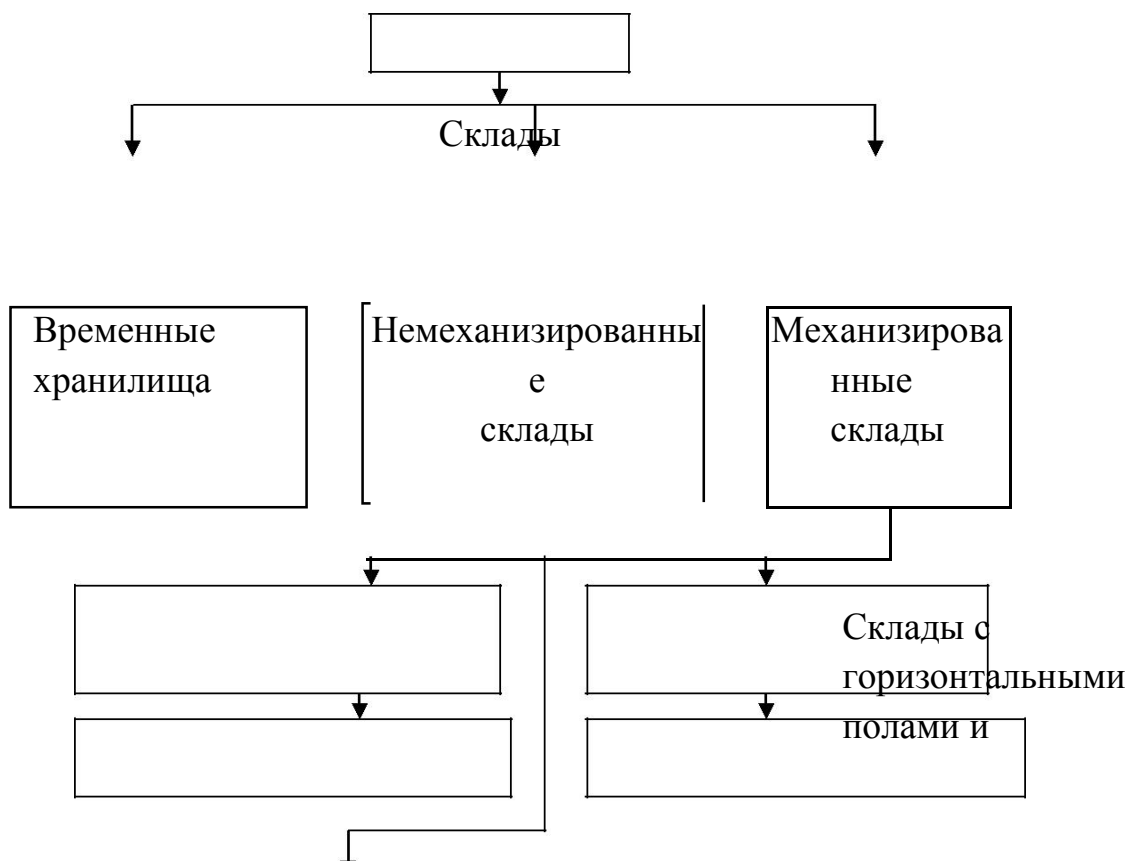 Склады
Временные
хранилища
Немеханизированны
е
склады
Механизирова
нные
склады
Склады с
горизонтальными
полами и